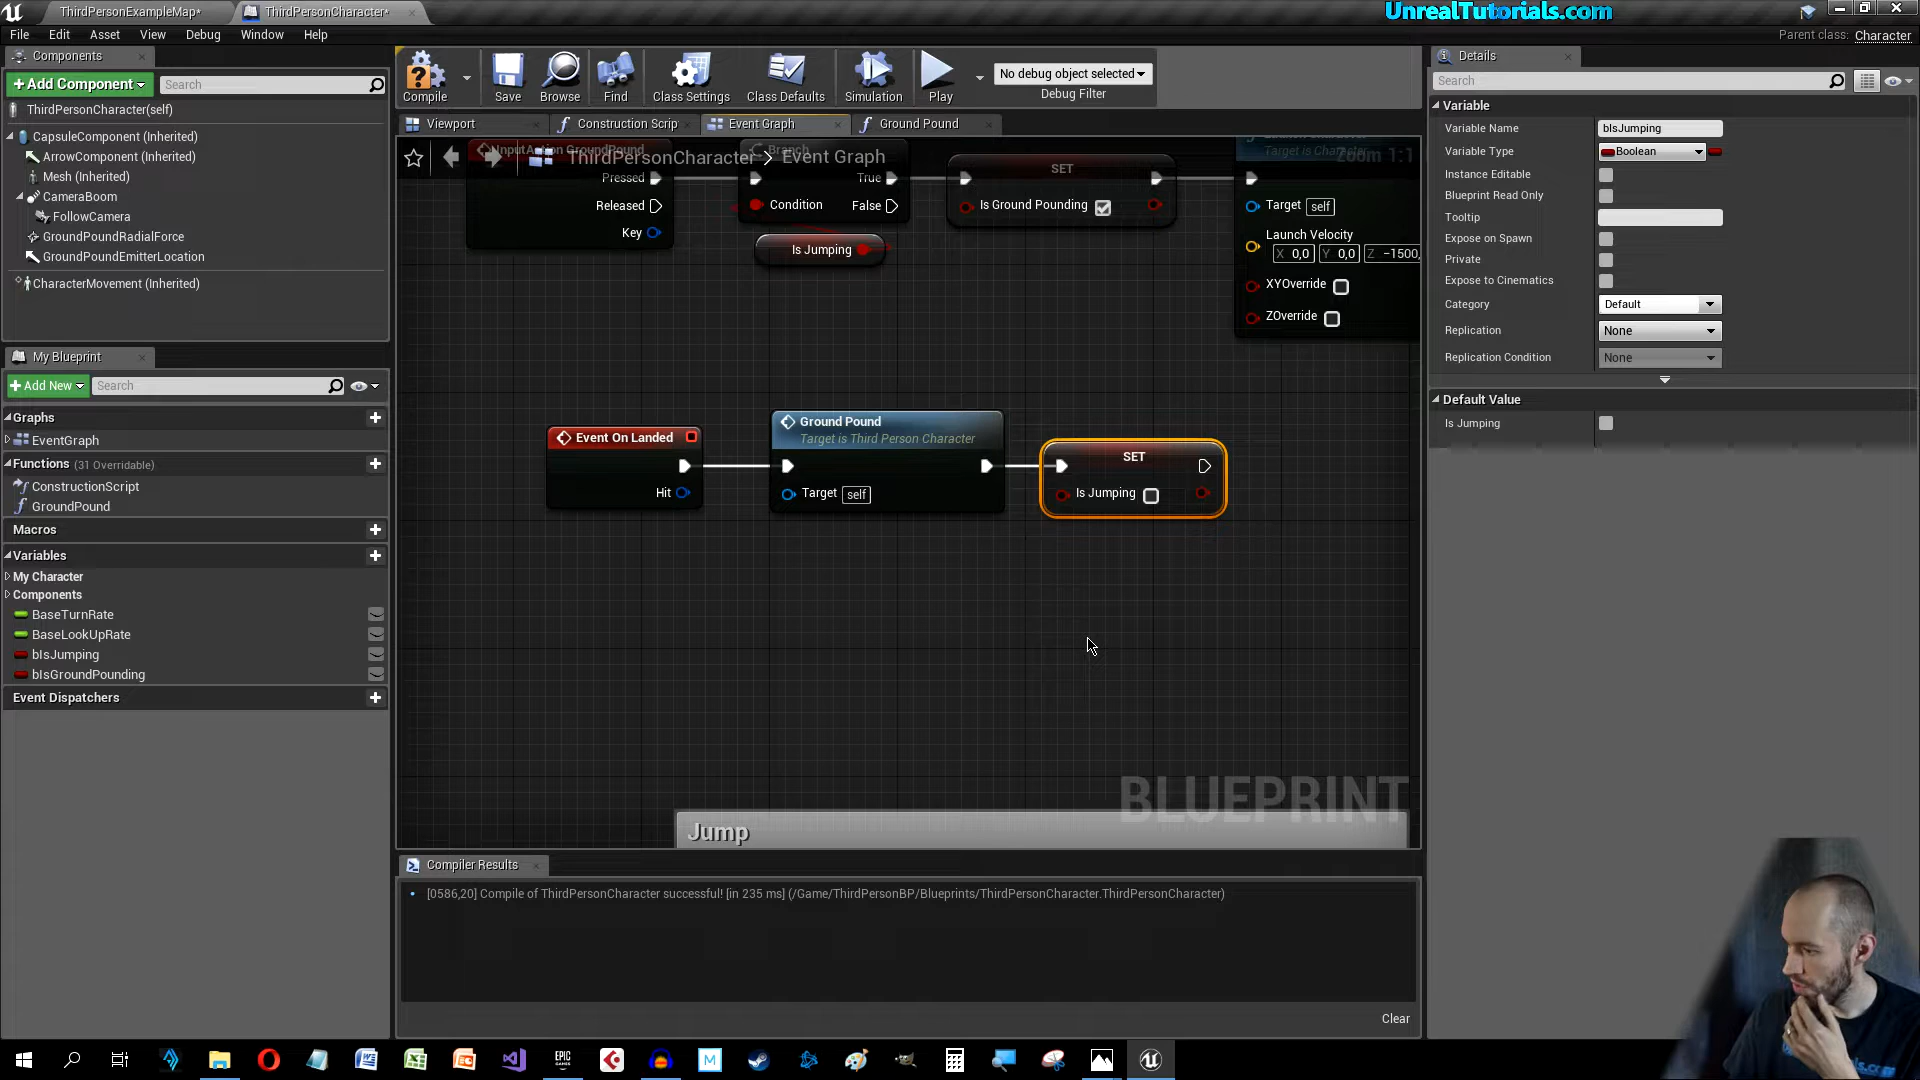 ThirdPersonExampleMap*
ThirdPersonCharacter*
UnrealTutorials.com
File Edit Asset View Debug Window Help
Parent class: Character
Components
+ Add Component
Search
ThirdPersonCharacter(self)
CapsuleComponent (Inherited)
ArrowComponent (Inherited)
Mesh (Inherited)
CameraBoom
FollowCamera
GroundPoundRadialForce
GroundPoundEmitterLocation
CharacterMovement (Inherited)
My Blueprint
+ Add New
Search
Graphs
EventGraph
Functions (31 Overridable)
ConstructionScript
GroundPound
Macros
Variables
My Character
Components
BaseTurnRate
BaseLookUpRate
bIsJumping
bIsGroundPounding
Event Dispatchers
Compile
Save
Browse
Find
Class Settings
Class Defaults
Simulation
Play
No debug object selected
Debug Filter
Viewport
Construction Scrip
Event Graph
Ground Pound
ThirdPersonCharacter > Event Graph
Zoom 1:1
InputAction GroundPound
Pressed
Released
Key
Branch
True
Condition
False
Is Jumping
SET
Is Ground Pounding
Target is Character
Target self
Launch Velocity
X 0,0 Y 0,0 Z -1500,
XYOverride
ZOverride
Event On Landed
Hit
Ground Pound
Target is Third Person Character
Target self
SET
Is Jumping
BLUEPRINT
Jump
Compiler Results
[0586,20] Compile of ThirdPersonCharacter successful! [in 235 ms] (/Game/ThirdPersonBP/Blueprints/ThirdPersonCharacter.ThirdPersonCharacter)
Clear
Details
Search
Variable
Variable Name bIsJumping
Variable Type Boolean
Instance Editable
Blueprint Read Only
Tooltip
Expose on Spawn
Private
Expose to Cinematics
Category Default
Replication None
Replication Condition None
Default Value
Is Jumping